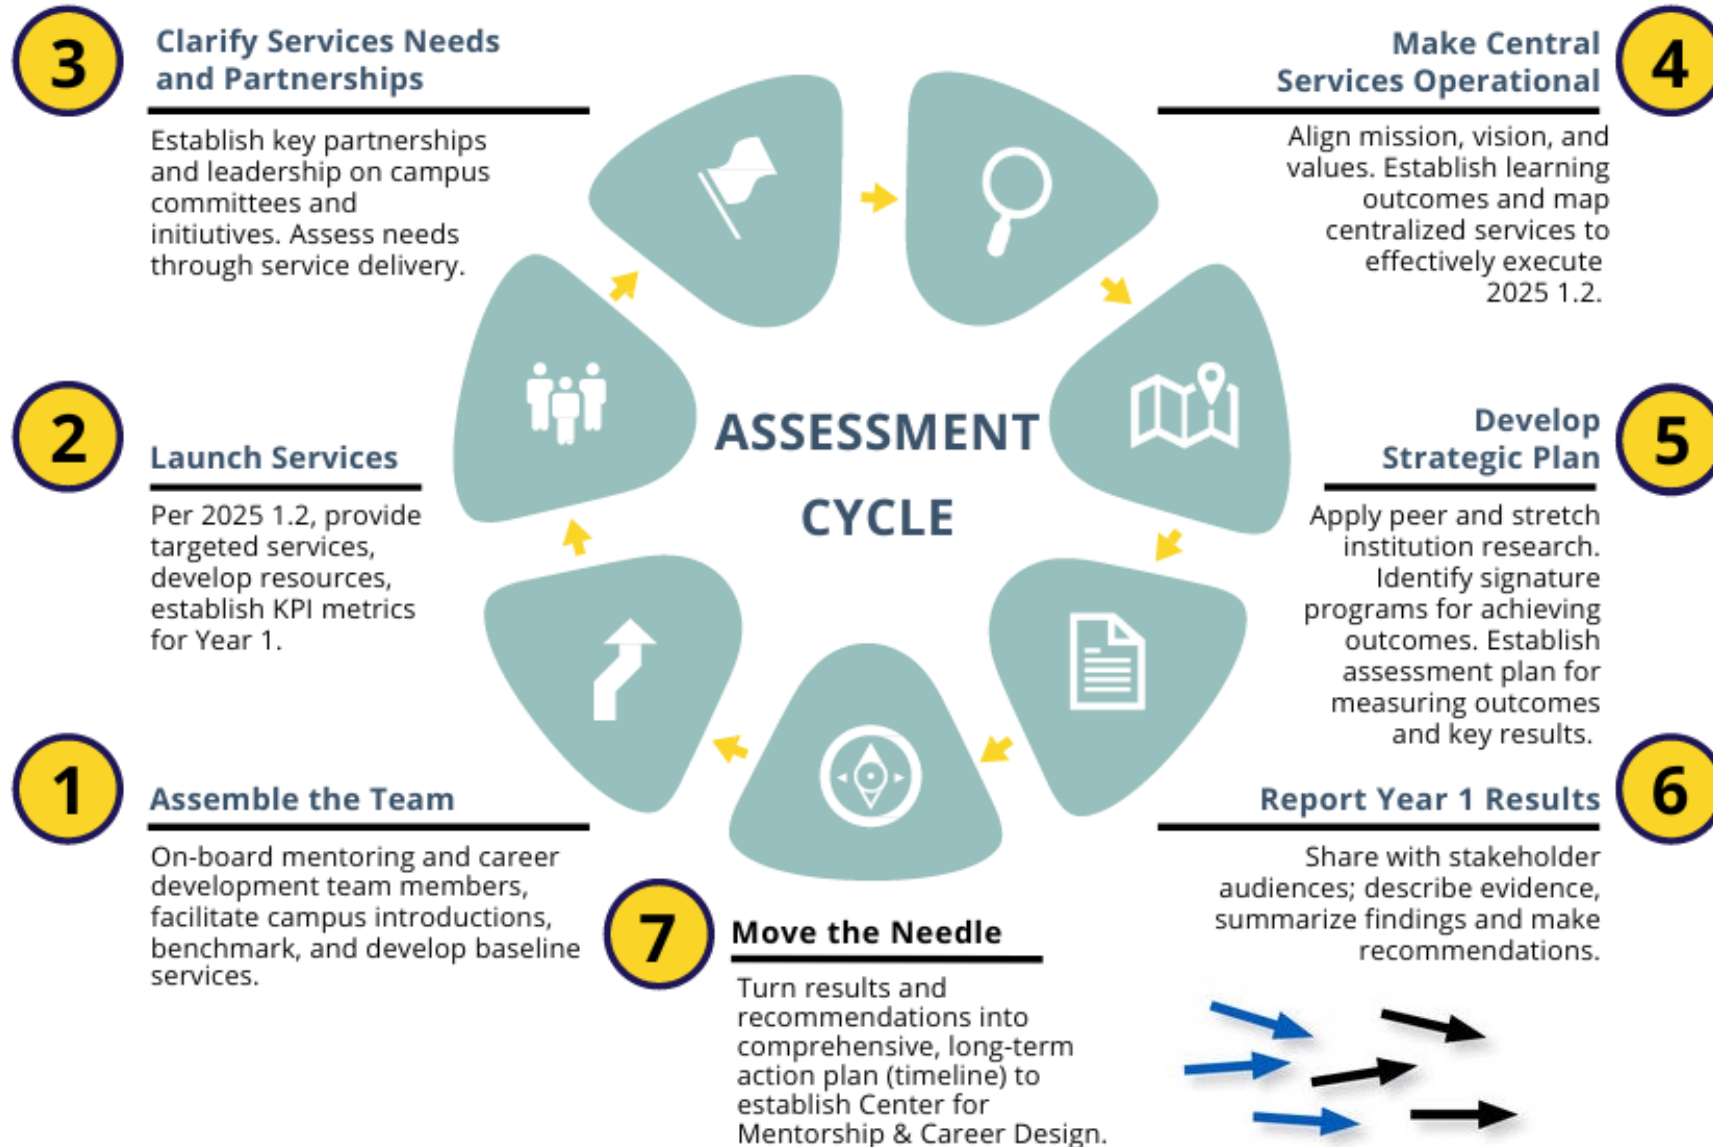 3
Clarify Services Needs
and Partnerships
Establish key partnerships
and leadership on campus
committees and
initiutives. Assess needs
through service delivery.
4
Make Central
Services Operational
Align mission, vision, and
values. Establish learning
outcomes and map
centralized services to
effectively execute
2025 1.2.
ASSESSMENT
CYCLE
2
Launch Services
Per 2025 1.2, provide
targeted services,
develop resources,
establish KPI metrics
for Year 1.
5
Develop
Strategic Plan
Apply peer and stretch
institution research.
Identify signature
programs for achieving
outcomes. Establish
assessment plan for
measuring outcomes
and key results.
1
Assemble the Team
On-board mentoring and career
development team members,
facilitate campus introductions,
benchmark, and develop baseline
services.
6
Report Year 1 Results
Share with stakeholder
audiences; describe evidence,
summarize findings and make
recommendations.
7
Move the Needle
Turn results and
recommendations into
comprehensive, long-term
action plan (timeline) to
establish Center for
Mentorship & Career Design.